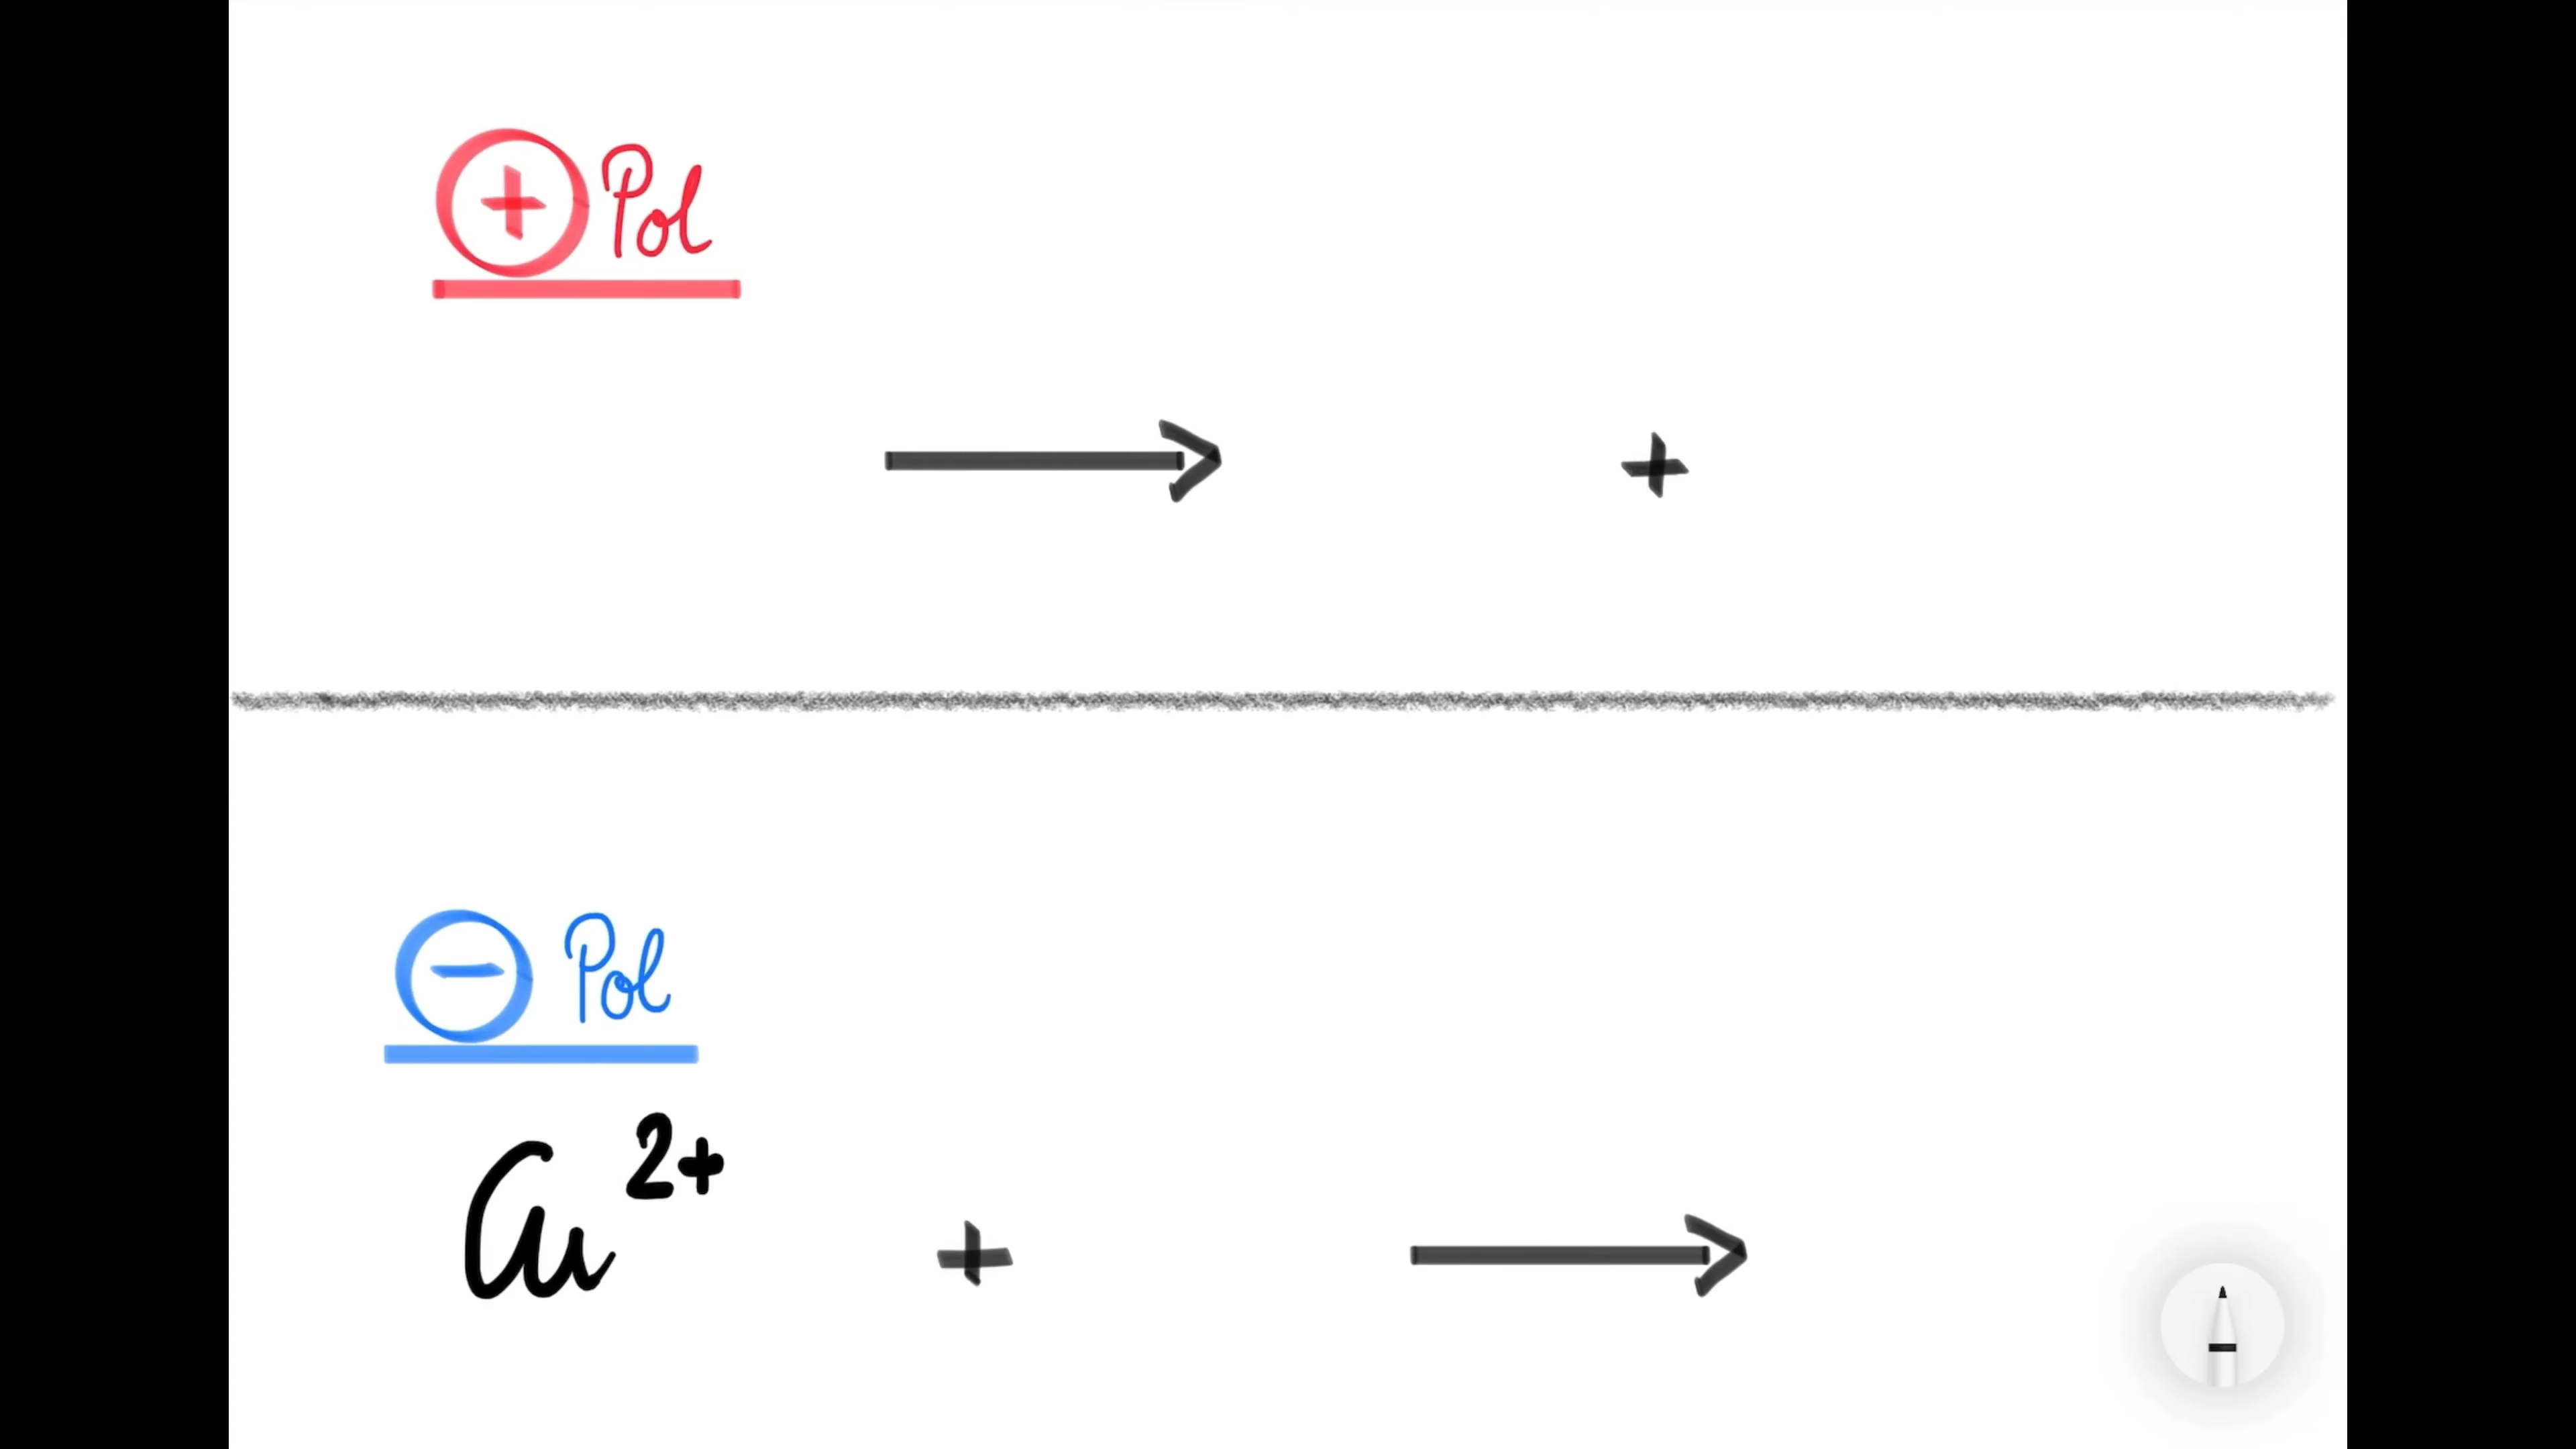 + Pol
→ +
- Pol
Cu²⁺ + →